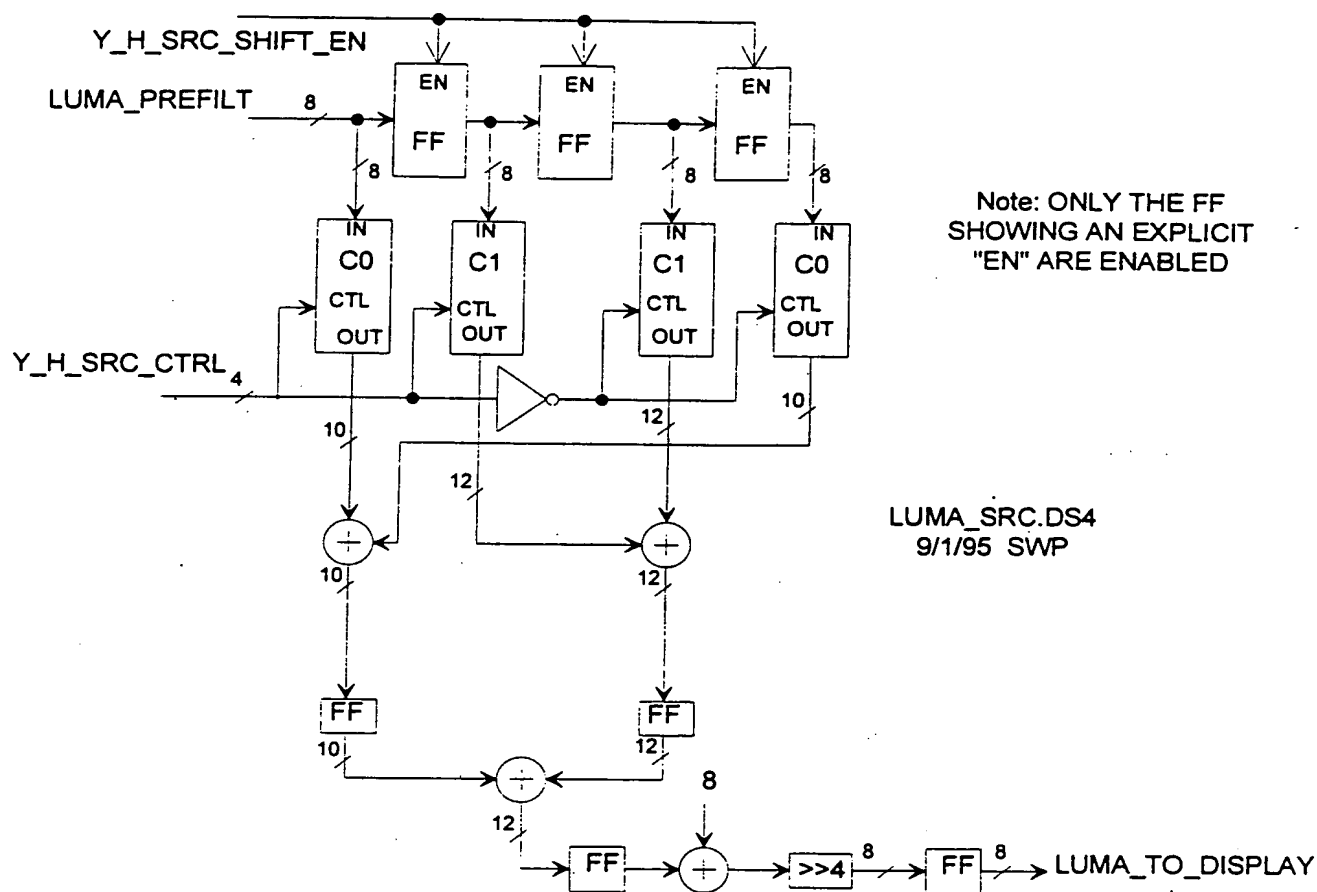 Y_H_SRC_SHIFT_EN
LUMA_PREFILT
8
EN
FF
EN
FF
EN
FF
8
8
8
8
IN
C0
CTL
OUT
IN
C1
CTL
OUT
IN
C1
CTL
OUT
IN
C0
CTL
OUT
Note: ONLY THE FF
SHOWING AN EXPLICIT
"EN" ARE ENABLED
Y_H_SRC_CTRL
4
10
12
12
10
LUMA_SRC.DS4
9/1/95 SWP
10
12
FF
FF
10
12
12
8
FF
>>4
8
FF
8
LUMA_TO_DISPLAY